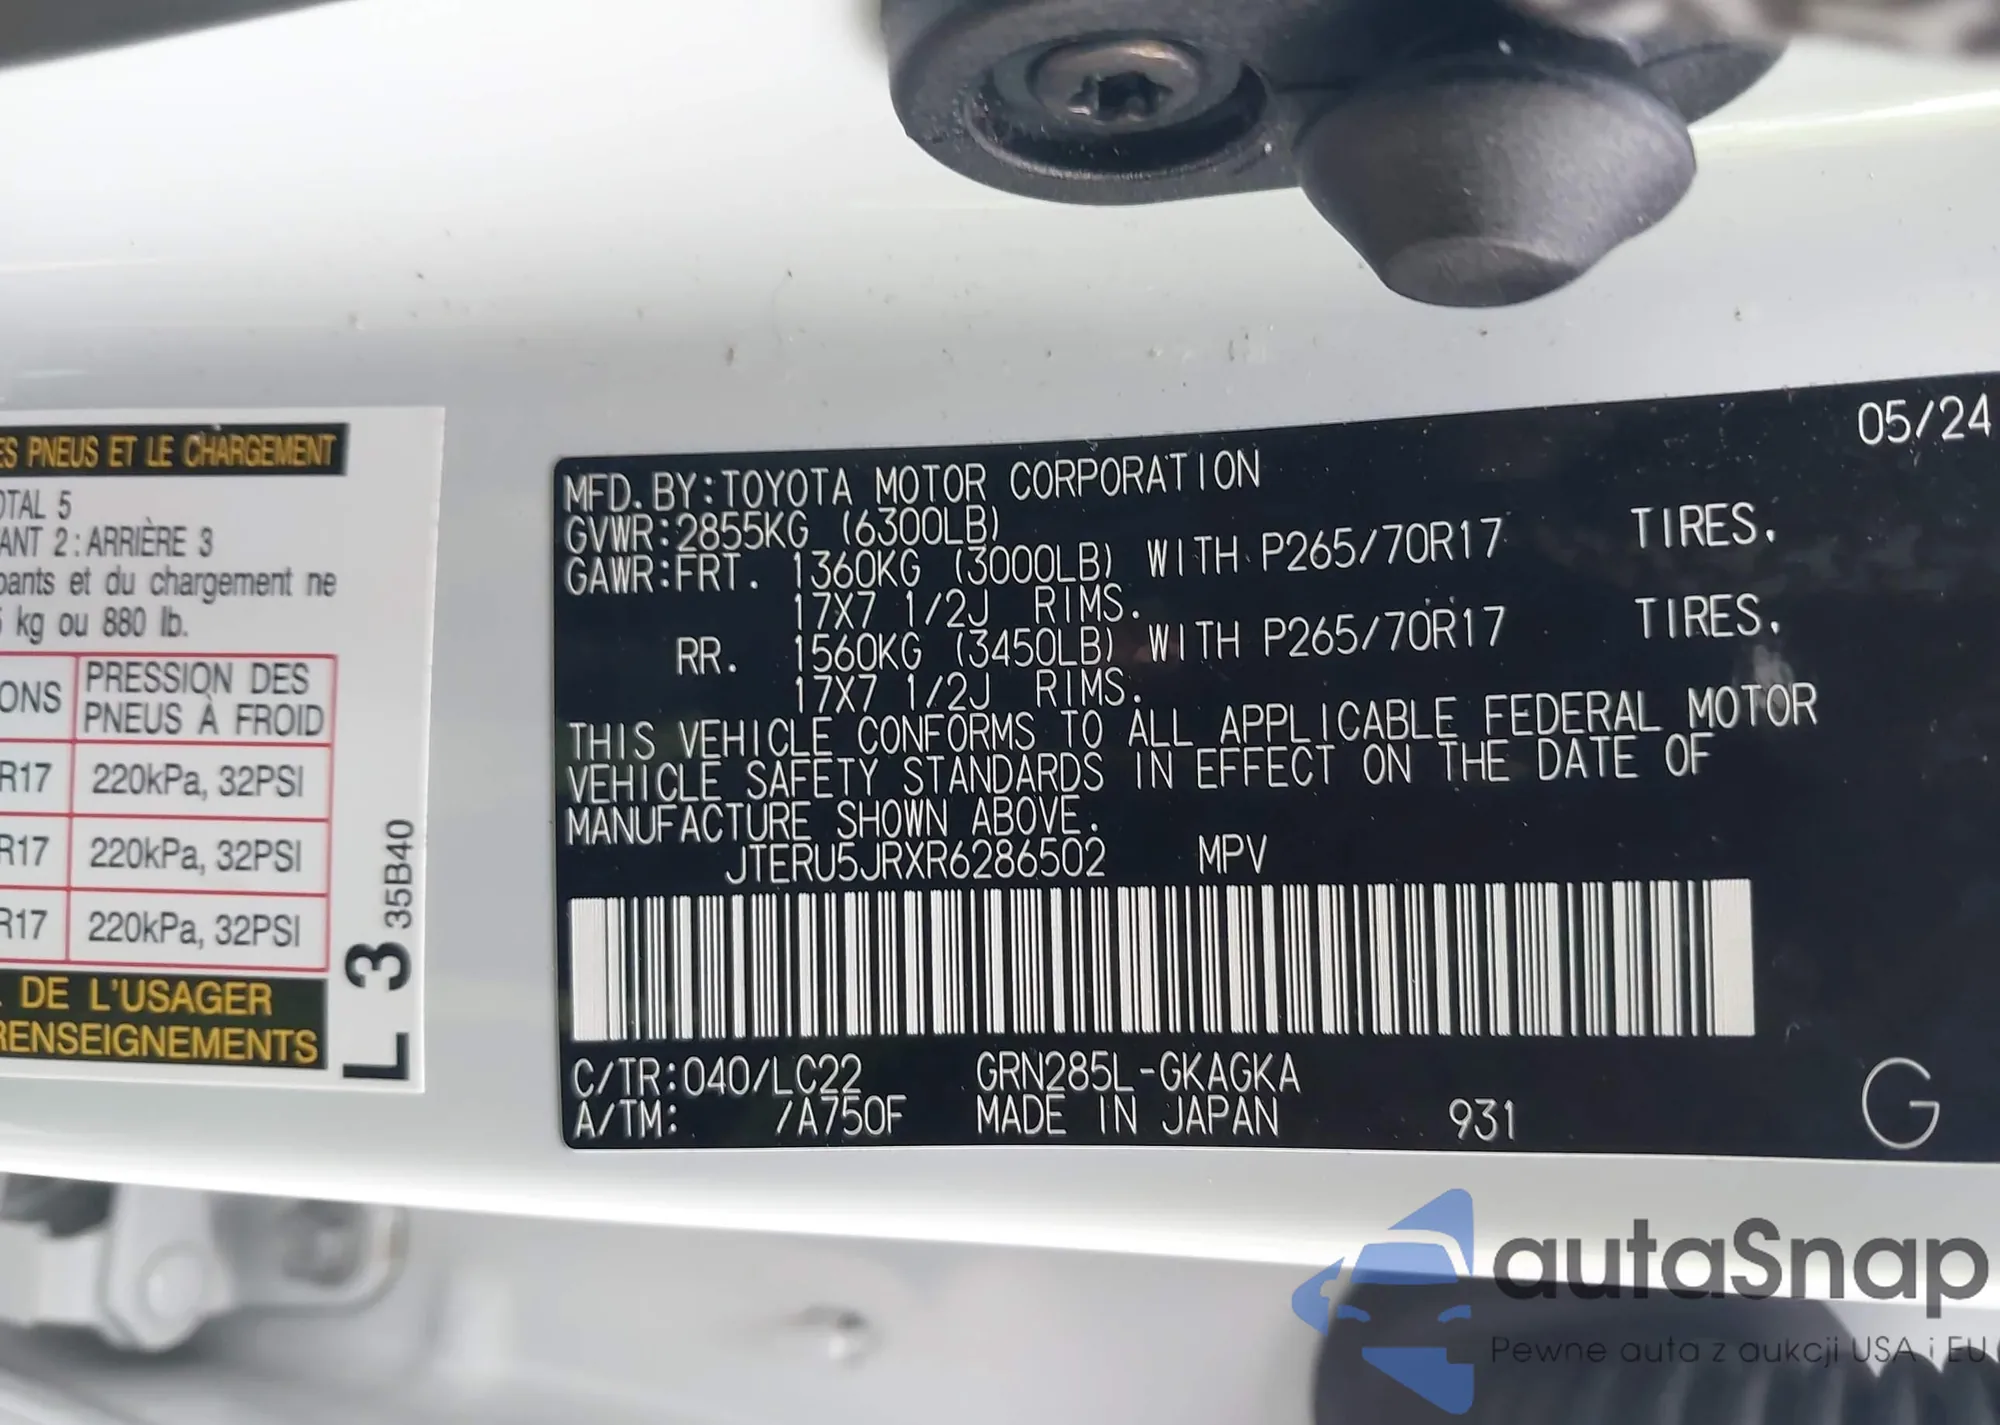 ES PNEUS ET LE CHARGEMENT
OTAL 5
ANT 2 : ARRIÈRE 3
pants et du chargement ne
5 kg ou 880 lb.
ONS
PRESSION DES
PNEUS À FROID
R17
220kPa, 32PSI
R17
220kPa, 32PSI
R17
220kPa, 32PSI
. DE L'USAGER
RENSEIGNEMENTS
L 3 35B40
05/24
MFD.BY:TOYOTA MOTOR CORPORATION
GVWR:2855KG (6300LB)
GAWR:FRT. 1360KG (3000LB) WITH P265/70R17 TIRES.
17X7 1/2J RIMS.
RR. 1560KG (3450LB) WITH P265/70R17 TIRES.
17X7 1/2J RIMS.
THIS VEHICLE CONFORMS TO ALL APPLICABLE FEDERAL MOTOR
VEHICLE SAFETY STANDARDS IN EFFECT ON THE DATE OF
MANUFACTURE SHOWN ABOVE.
JTERU5JRXR6286502 MPV
C/TR:040/LC22 GRN285L-GKAGKA
A/TM: /A750F MADE IN JAPAN 931
G
autaSnap
Pewne auta z aukcji USA i EU